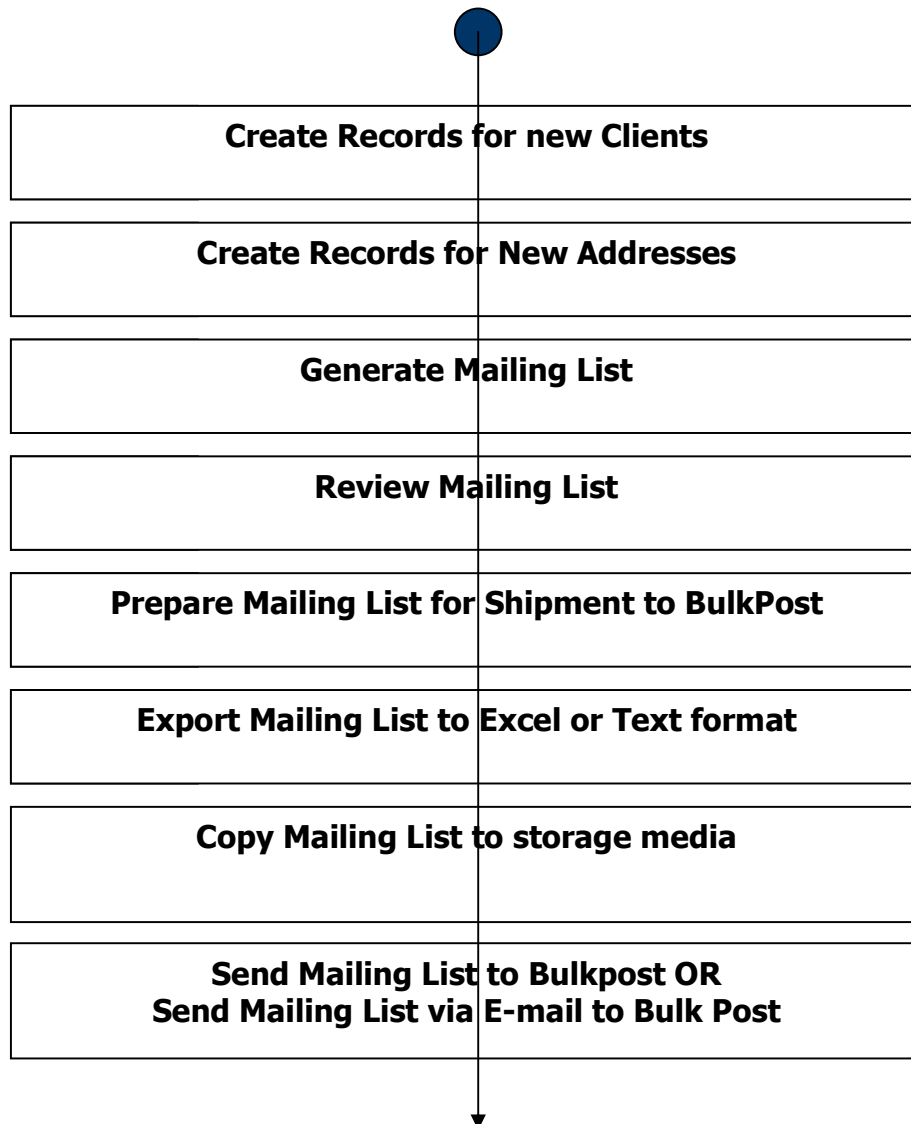 Create Records for new Clients
Create Records for New Addresses
Generate Mailing List
Review Mailing List
Prepare Mailing List for Shipment to BulkPost
Export Mailing List to Excel or Text format
Copy Mailing List to storage media
Send Mailing List to Bulkpost OR
Send Mailing List via E-mail to Bulk Post